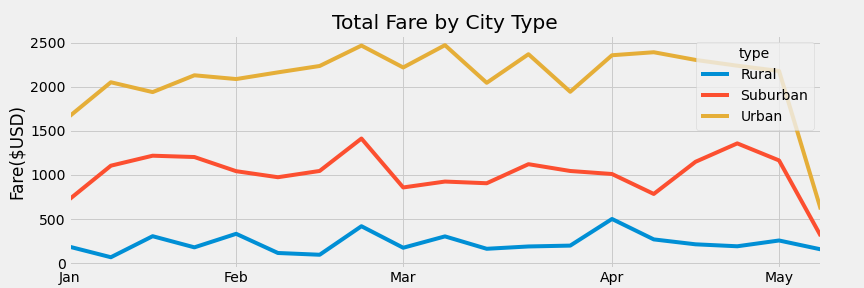 Total Fare by City Type
Fare($USD)
2500
2000
1500
1000
500
0
type
Rural
Suburban
Urban
Jan Feb Mar Apr May